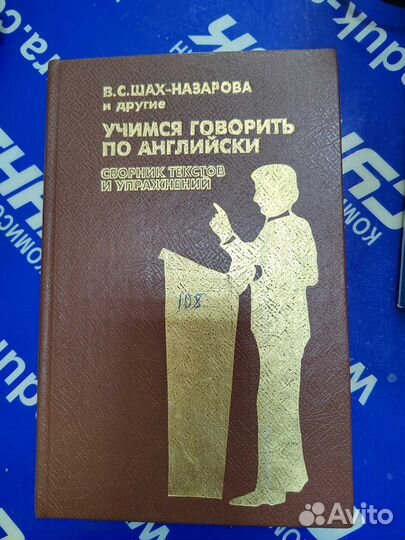 В.С.ШАХ-НАЗАРОВА
и другие
УЧИМСЯ ГОВОРИТЬ
ПО АНГЛИЙСКИ
СБОРНИК ТЕКСТОВ
И УПРАЖНЕНИЙ
108
Avito